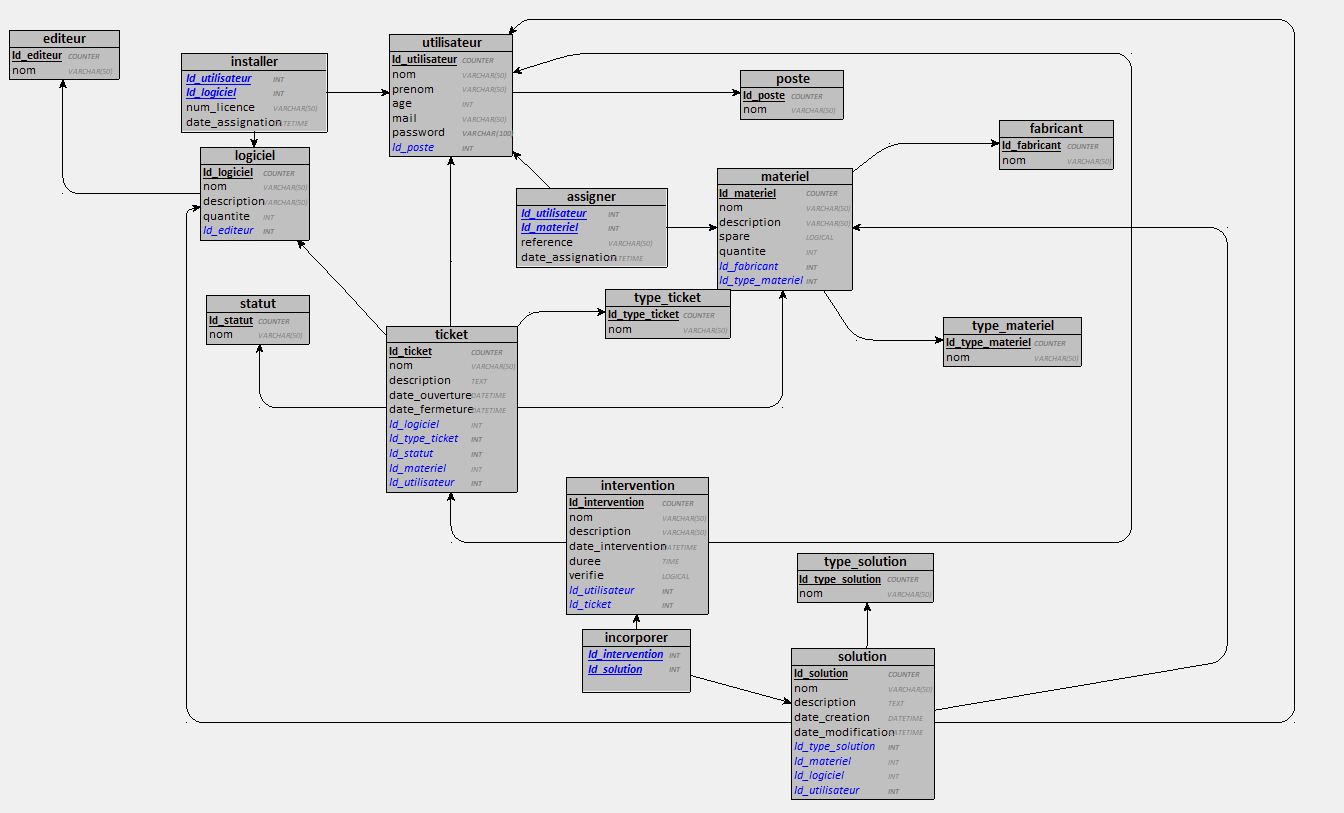 editeur
Id_editeur COUNTER
nom VARCHAR(50)
installer
Id_utilisateur INT
Id_logiciel INT
num_licence VARCHAR(50)
date_assignation DATETIME
utilisateur
Id_utilisateur COUNTER
nom VARCHAR(50)
prenom VARCHAR(50)
age INT
mail VARCHAR(50)
password VARCHAR(100)
Id_poste INT
poste
Id_poste COUNTER
nom VARCHAR(50)
fabricant
Id_fabricant COUNTER
nom VARCHAR(50)
logiciel
Id_logiciel COUNTER
nom VARCHAR(50)
description VARCHAR(50)
quantite INT
Id_editeur INT
assigner
Id_utilisateur INT
Id_materiel INT
reference VARCHAR(50)
date_assignation DATETIME
materiel
Id_materiel COUNTER
nom VARCHAR(50)
description VARCHAR(50)
spare LOGICAL
quantite INT
Id_fabricant INT
Id_type_materiel INT
statut
Id_statut COUNTER
nom VARCHAR(50)
type_ticket
Id_type_ticket COUNTER
nom VARCHAR(50)
type_materiel
Id_type_materiel COUNTER
nom VARCHAR(50)
ticket
Id_ticket COUNTER
nom VARCHAR(50)
description TEXT
date_ouverture DATETIME
date_fermeture DATETIME
Id_logiciel INT
Id_type_ticket INT
Id_statut INT
Id_materiel INT
Id_utilisateur INT
intervention
Id_intervention COUNTER
nom VARCHAR(50)
description VARCHAR(50)
date_intervention DATETIME
duree TIME
verifie LOGICAL
Id_utilisateur INT
Id_ticket INT
type_solution
Id_type_solution COUNTER
nom VARCHAR(50)
incorporer
Id_intervention INT
Id_solution INT
solution
Id_solution COUNTER
nom VARCHAR(50)
description TEXT
date_creation DATETIME
date_modification DATETIME
Id_type_solution INT
Id_materiel INT
Id_logiciel INT
Id_utilisateur INT